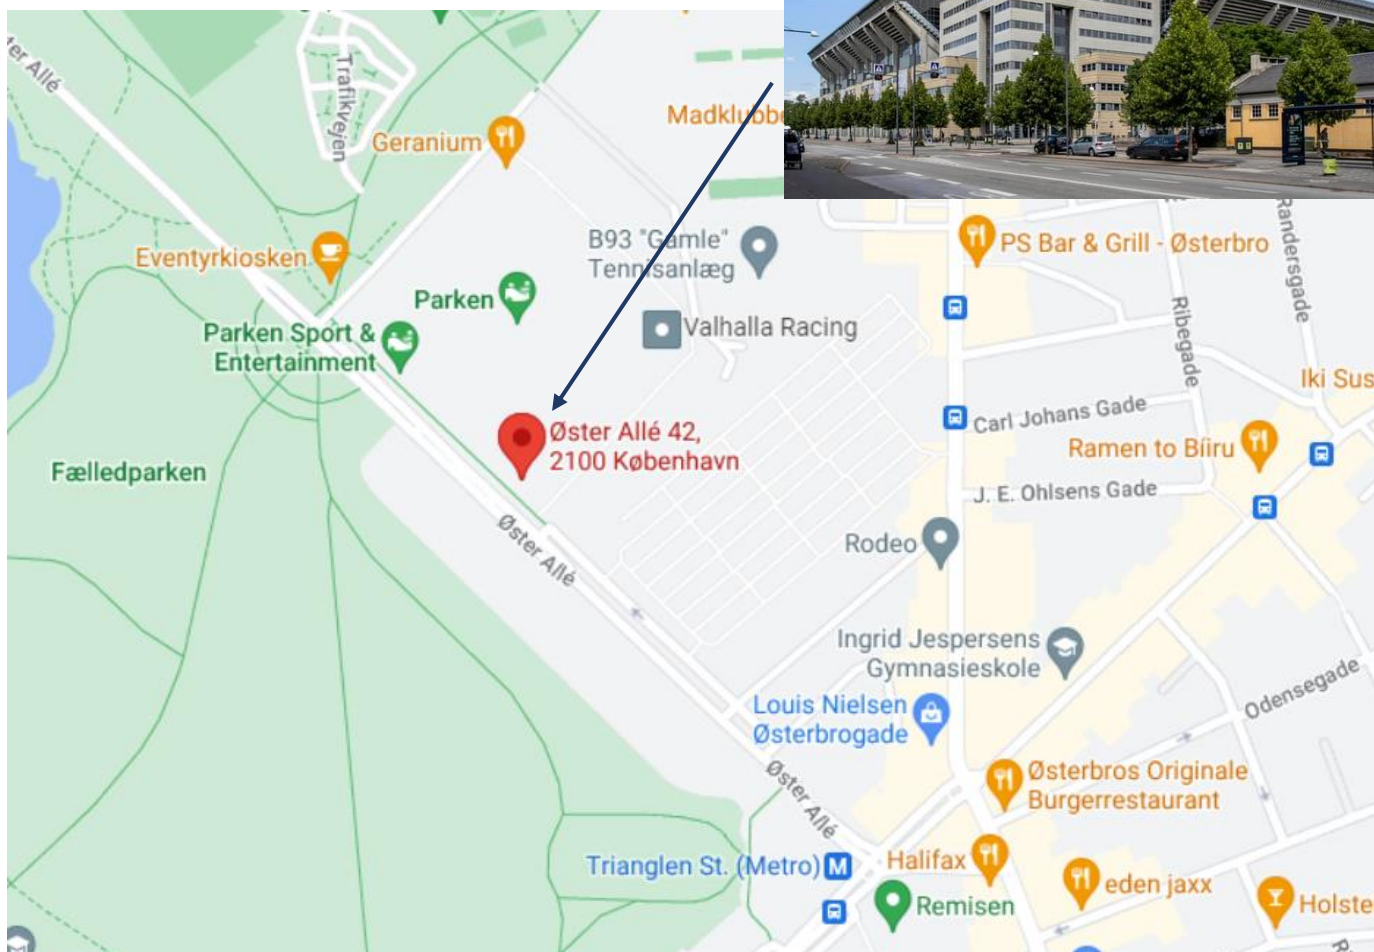 ter Allé
Trafikvejen
Geranium
Madklubbe
Eventyrkiosken
B93 "Gamle"
Tennisanlæg
PS Bar & Grill - Østerbro
Randersgade
Parken
Parken Sport &
Entertainment
Valhalla Racing
Ribegade
Iki Sus
Carl Johans Gade
Øster Allé 42,
2100 København
Ramen to Bíiru
Fælledparken
J. E. Ohlsens Gade
Øster Allé
Rodeo
Ingrid Jespersens
Gymnasieskole
Odensegade
Louis Nielsen
Østerbrogade
Øster Allé
Østerbros Originale
Burgerrestaurant
Trianglen St. (Metro)
M
Halifax
eden jaxx
Remisen
Holste